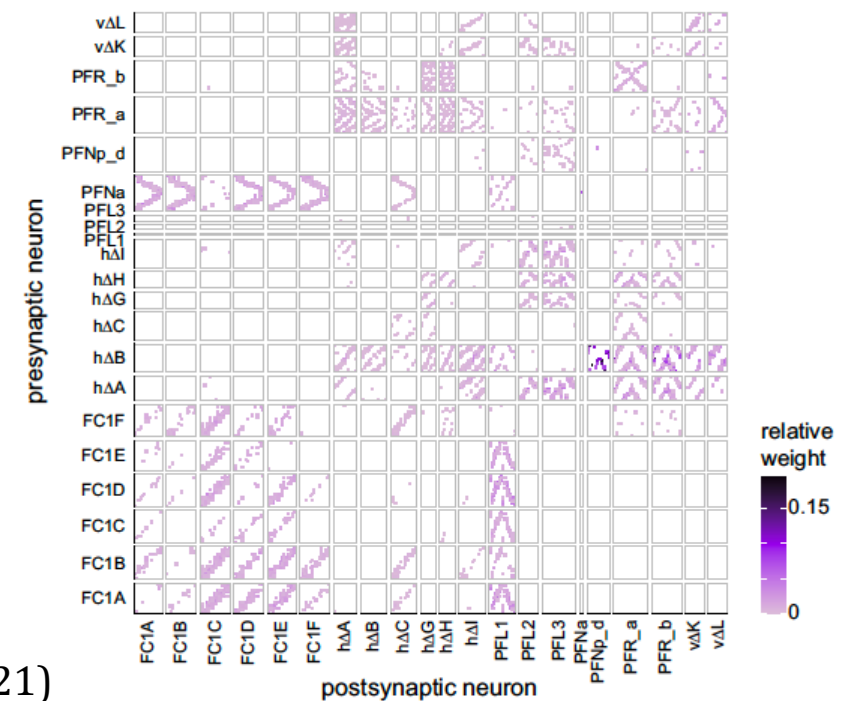 vΔL
vΔK
PFR_b
PFR_a
PFNp_d
PFNa
PFL3
PFL2
PFL1
hΔI
hΔH
hΔG
hΔC
hΔB
hΔA
FC1F
FC1E
FC1D
FC1C
FC1B
FC1A
presynaptic neuron
relative
weight
0.15
0
FC1A
FC1B
FC1C
FC1D
FC1E
FC1F
hΔA
hΔB
hΔC
hΔG
hΔH
hΔI
PFL1
PFL2
PFL3
PFNa
PFNp_d
PFR_a
PFR_b
vΔK
vΔL
postsynaptic neuron
21)